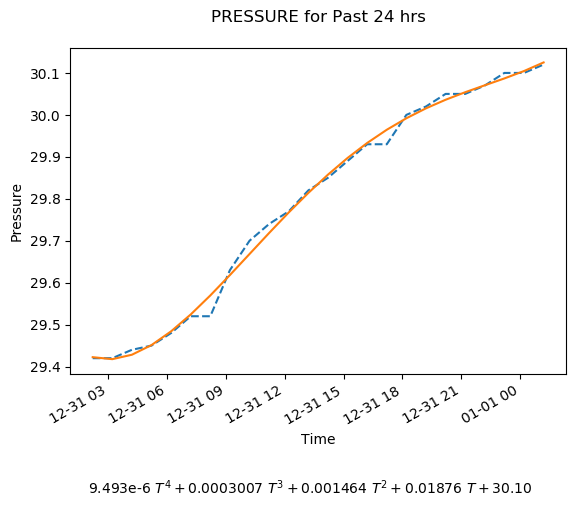 PRESSURE for Past 24 hrs
30.1
30.0
29.9
29.8
29.7
29.6
29.5
29.4
Pressure
12-31 03 12-31 06 12-31 09 12-31 12 12-31 15 12-31 18 12-31 21 01-01 00
Time
9.493e-6 T⁴ + 0.0003007 T³ + 0.001464 T² + 0.01876 T + 30.10